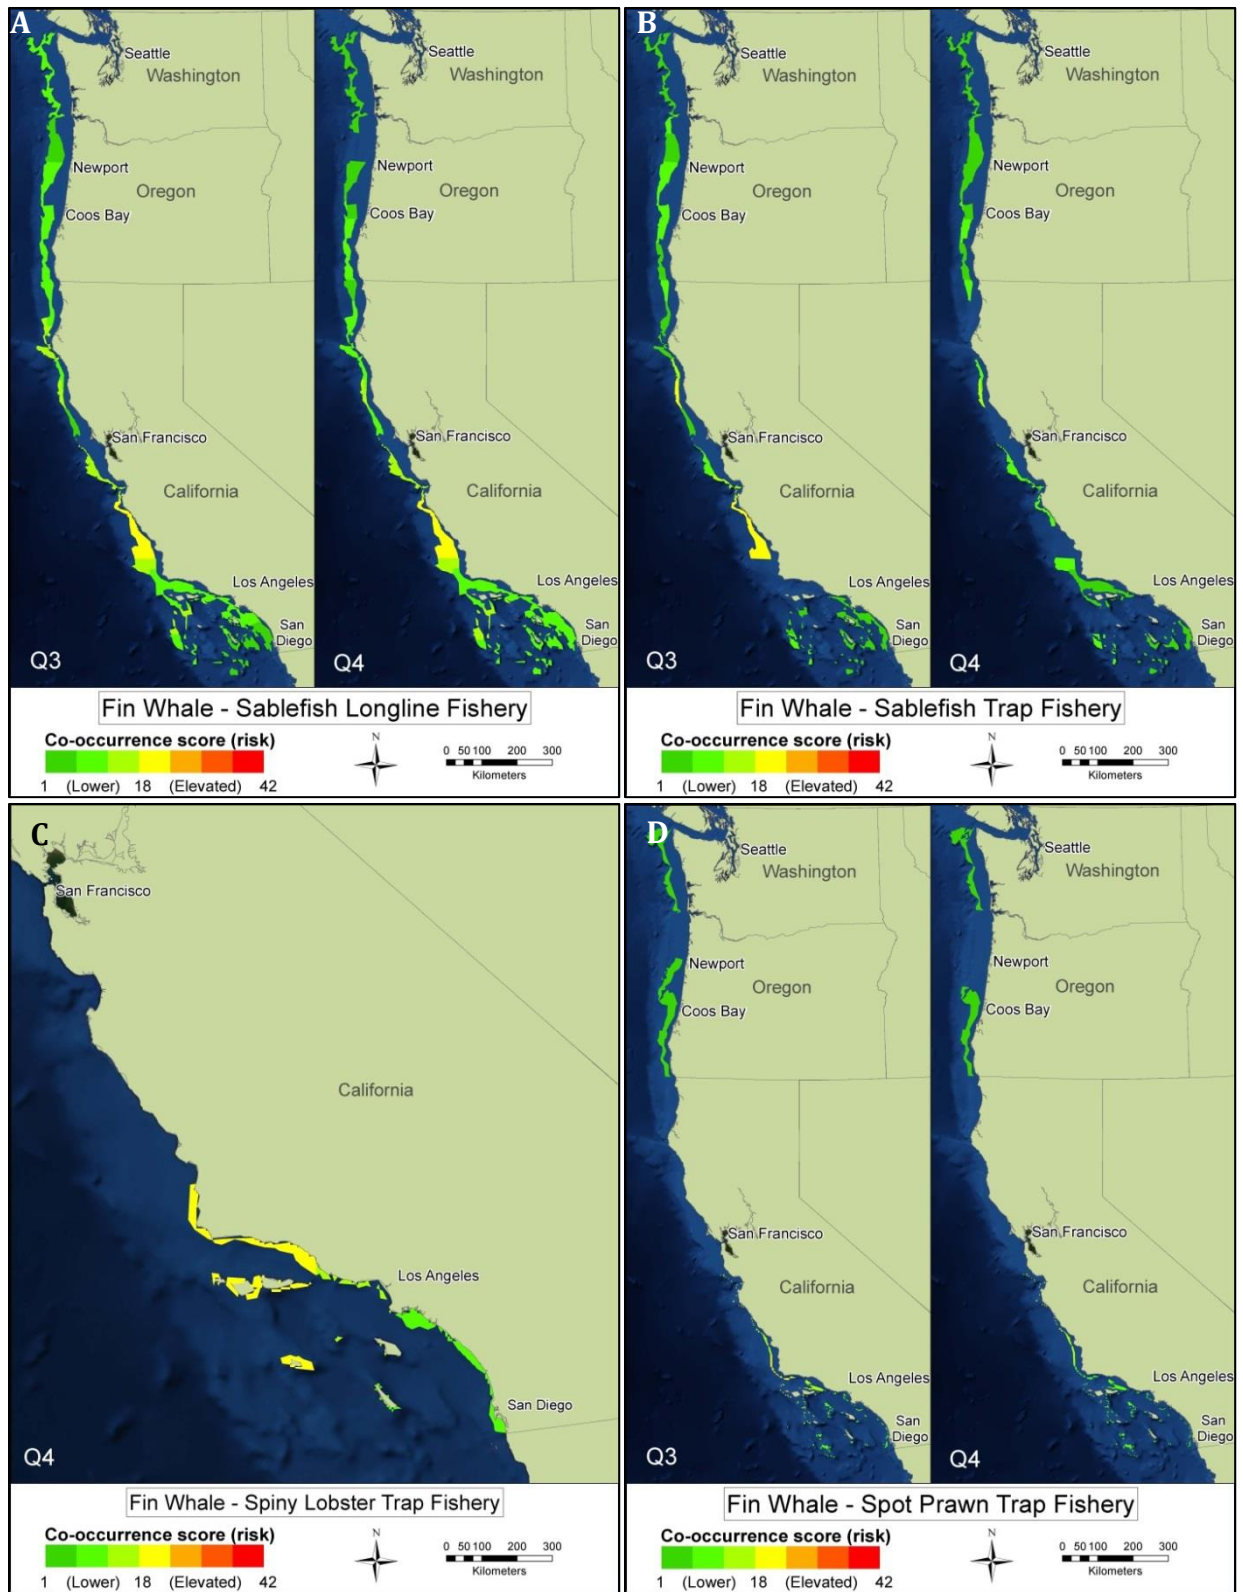 A
Seattle
Washington
Newport
Oregon
Coos Bay
San Francisco
California
Los Angeles
San
Diego
Q3
Seattle
Washington
Newport
Oregon
Coos Bay
San Francisco
California
Los Angeles
San
Diego
Q4
Fin Whale - Sablefish Longline Fishery
Co-occurrence score (risk)
1 (Lower) 18 (Elevated) 42
N
0 50 100 200 300
Kilometers
B
Seattle
Washington
Newport
Oregon
Coos Bay
San Francisco
California
Los Angeles
San
Diego
Q3
Seattle
Washington
Newport
Oregon
Coos Bay
San Francisco
California
Los Angeles
San
Diego
Q4
Fin Whale - Sablefish Trap Fishery
Co-occurrence score (risk)
1 (Lower) 18 (Elevated) 42
N
0 50 100 200 300
Kilometers
C
San Francisco
California
Los Angeles
San Diego
Q4
Fin Whale - Spiny Lobster Trap Fishery
Co-occurrence score (risk)
1 (Lower) 18 (Elevated) 42
N
0 50 100 200 300
Kilometers
D
Seattle
Washington
Newport
Oregon
Coos Bay
San Francisco
California
Los Angeles
San
Diego
Q3
Seattle
Washington
Newport
Oregon
Coos Bay
San Francisco
California
Los Angeles
San
Diego
Q4
Fin Whale - Spot Prawn Trap Fishery
Co-occurrence score (risk)
1 (Lower) 18 (Elevated) 42
N
0 50 100 200 300
Kilometers